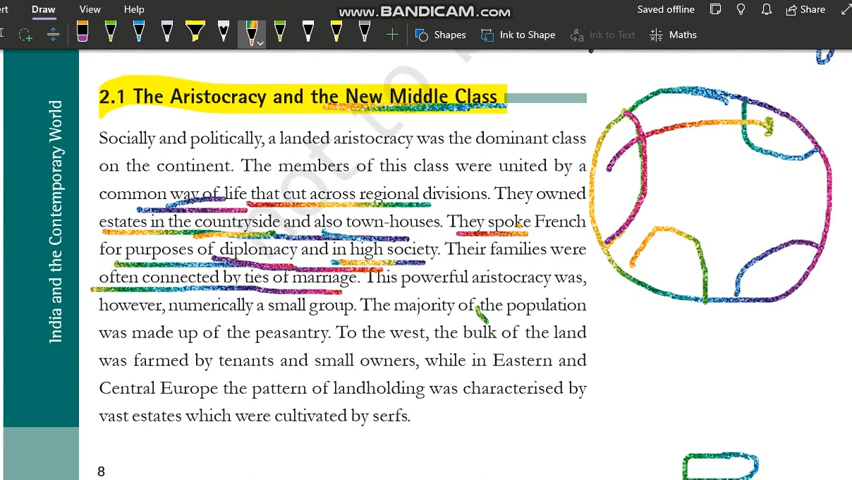 WWW.BANDICAM.COM
Saved offline
Draw View Help
Share
Shapes Ink to Shape Ink to Text Maths
2.1 The Aristocracy and the New Middle Class
Socially and politically, a landed aristocracy was the dominant class
on the continent. The members of this class were united by a
common way of life that cut across regional divisions. They owned
estates in the countryside and also town-houses. They spoke French
for purposes of diplomacy and in high society. Their families were
often connected by ties of marriage. This powerful aristocracy was,
however, numerically a small group. The majority of the population
was made up of the peasantry. To the west, the bulk of the land
was farmed by tenants and small owners, while in Eastern and
Central Europe the pattern of landholding was characterised by
vast estates which were cultivated by serfs.
India and the Contemporary World
8